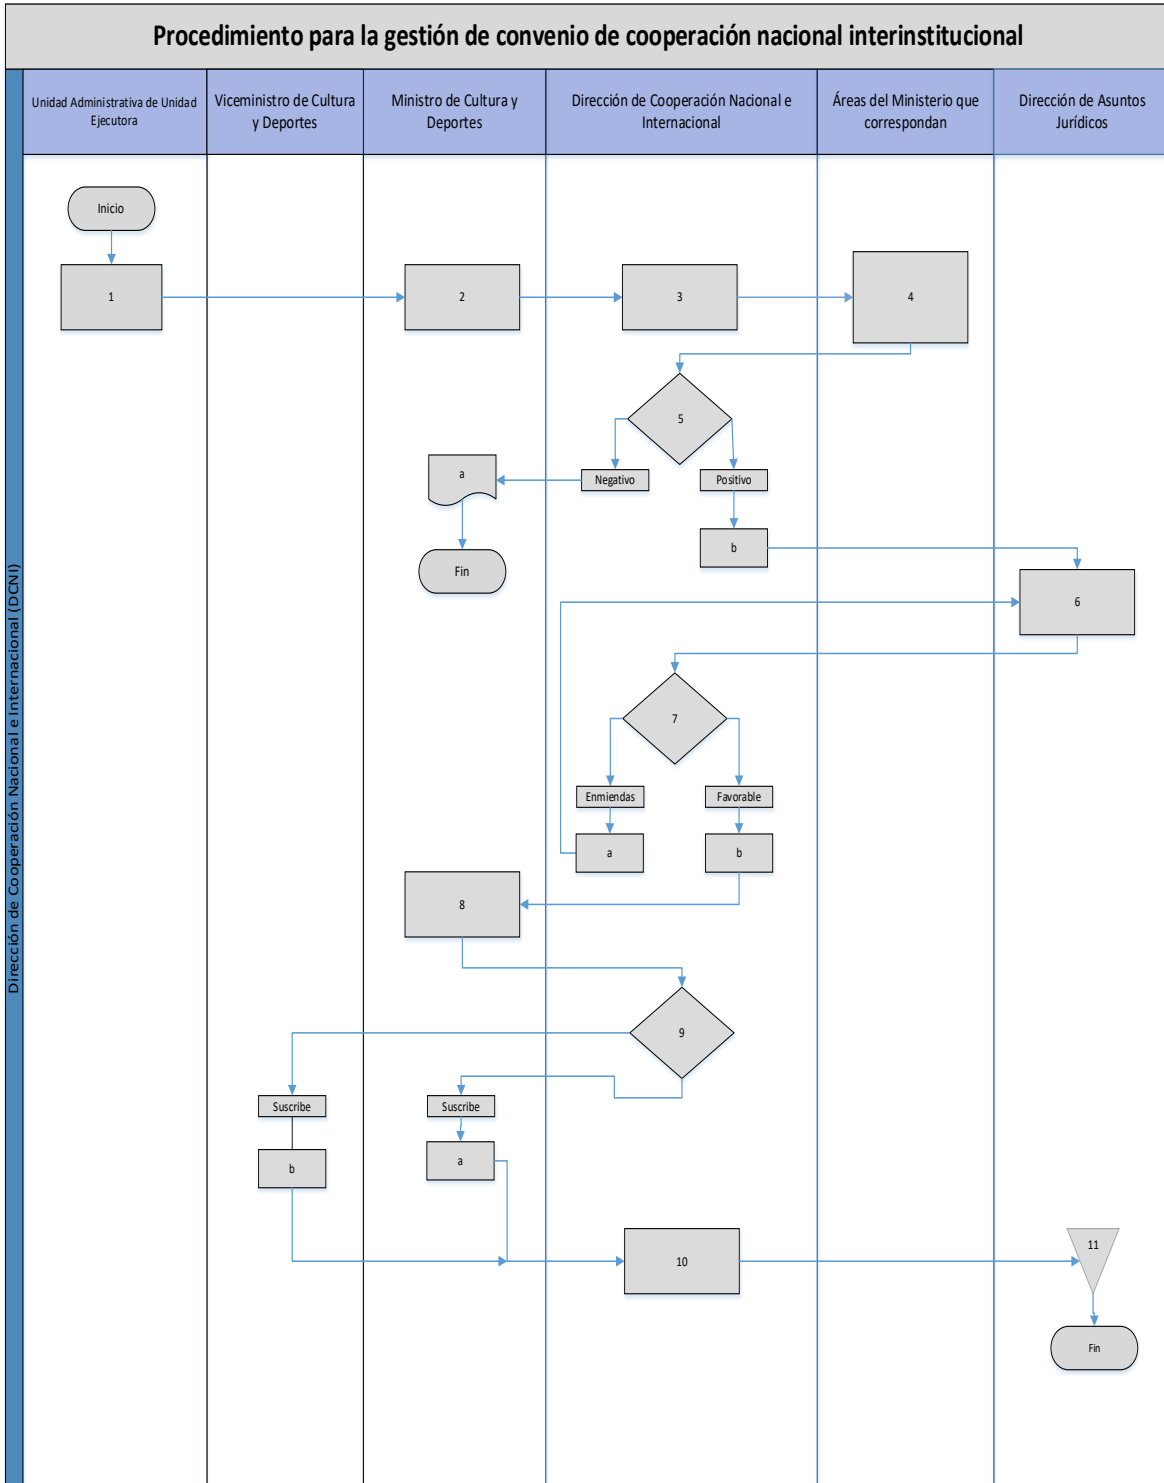 Procedimiento para la gestión de convenio de cooperación nacional interinstitucional
Dirección de Cooperación Nacional e Internacional (DCNI)
Unidad Administrativa de Unidad
Ejecutora
Viceministro de Cultura
y Deportes
Ministro de Cultura y
Deportes
Dirección de Cooperación Nacional e
Internacional
Áreas del Ministerio que
correspondan
Dirección de Asuntos
Jurídicos
Inicio
1
2
3
4
5
Negativo
Positivo
a
b
Fin
6
7
Enmiendas
Favorable
a
b
8
9
Suscribe
Suscribe
b
a
10
11
Fin